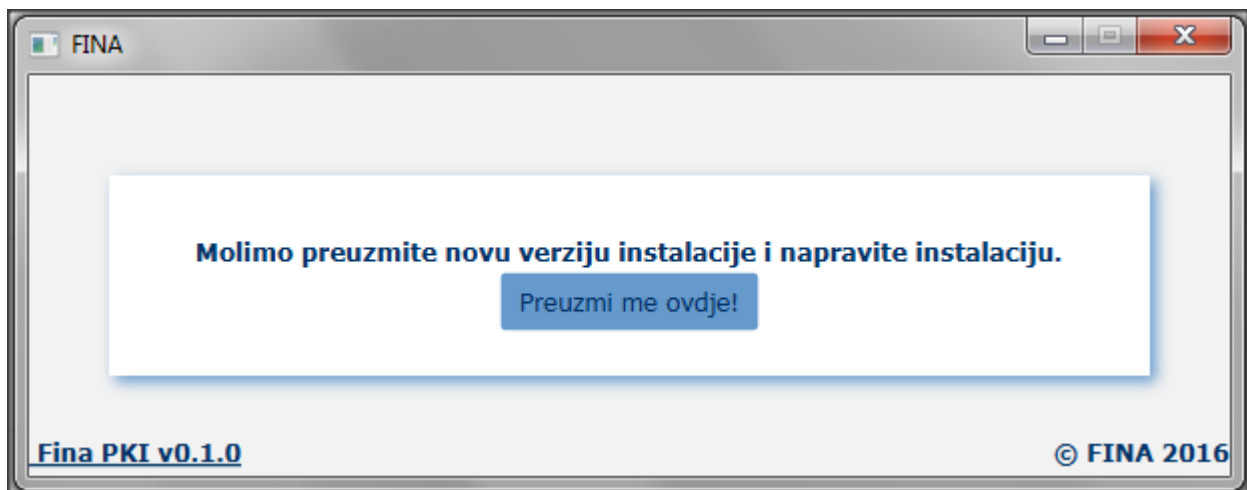 FINA
Molimo preuzmite novu verziju instalacije i napravite instalaciju.
Preuzmi me ovdje!
Fina PKI v0.1.0
© FINA 2016